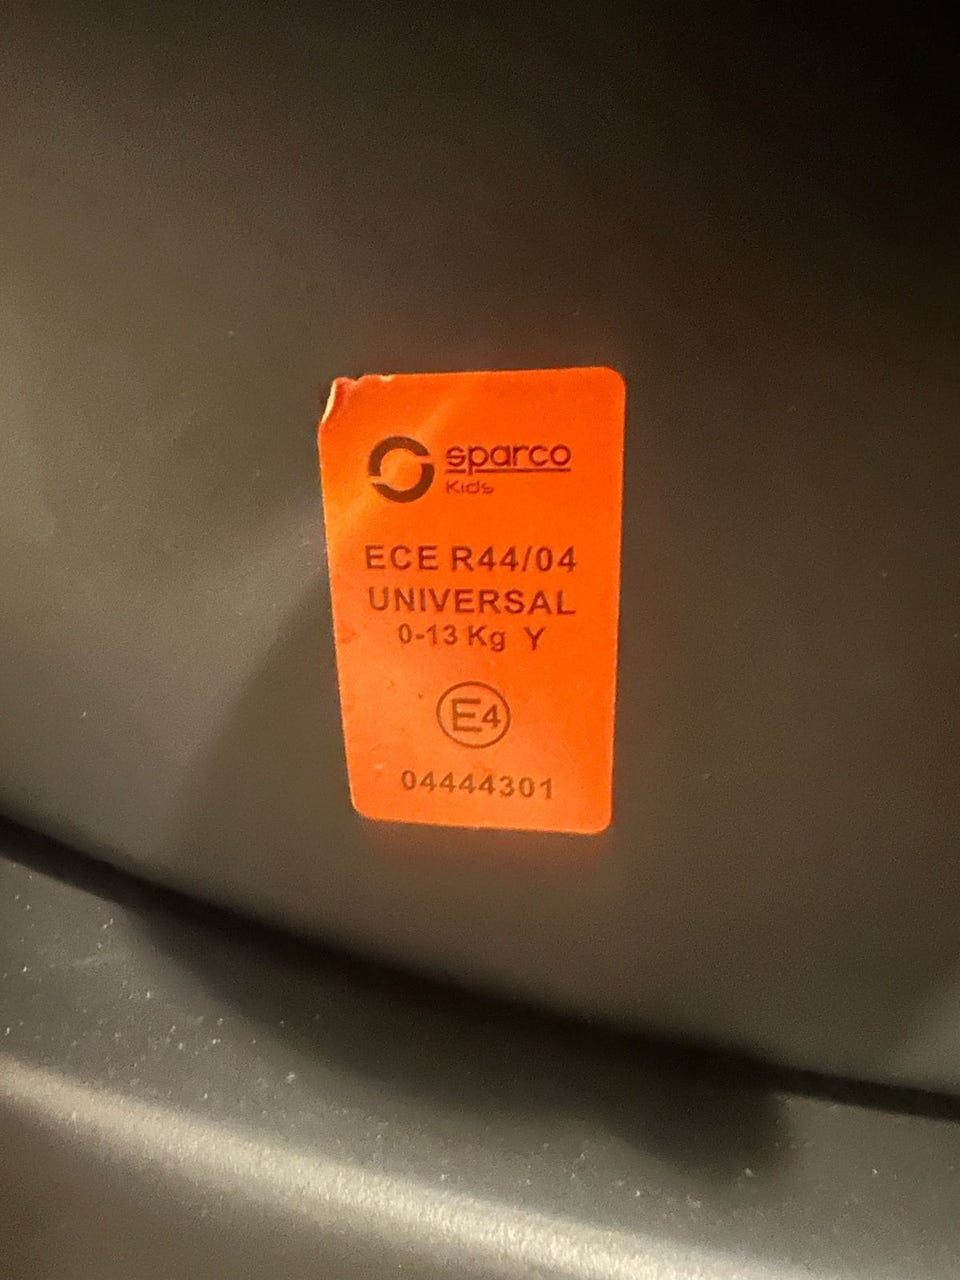 sparco
Kids
ECE R44/04
UNIVERSAL
0-13 Kg Y
E4
04444301